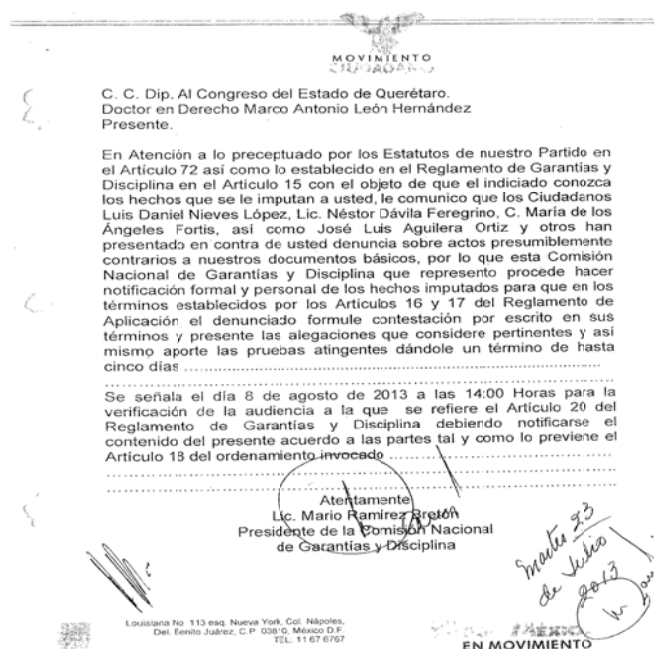 MOVIMIENTO
CIUDADANO
C. C. Dip. Al Congreso del Estado de Querétaro.
Doctor en Derecho Marco Antonio León Hernández
Presente.
En Atención a lo preceptuado por los Estatutos de nuestro Partido en
el Artículo 72 así como lo establecido en el Reglamento de Garantías y
Disciplina en el Articulo 15 con el objeto de que el indiciado conozca
los hechos que se le imputan a usted, le comunico que los Ciudadanos
Luis Daniel Nieves López, Lic. Néstor Dávila Feregrino, C. María de los
Ángeles Fortis, así como José Luis Aguilera Ortiz y otros han
presentado en contra de usted denuncia sobre actos presumiblemente
contrarios a nuestros documentos básicos, por lo que esta Comisión
Nacional de Garantías y Disciplina que represento procede hacer
notificación formal y personal de los hechos imputados para que en los
términos establecidos por los Artículos 16 y 17 del Reglamento de
Aplicación el denunciado formule contestación por escrito en sus
términos y presente las alegaciones que considere pertinentes y así
mismo aporte las pruebas atingentes dándole un término de hasta
cinco días ..........................................................................
..........................................................................................
Se señala el día 8 de agosto de 2013 a las 14:00 Horas para la
verificación de la audiencia a la que se refiere el Artículo 20 del
Reglamento de Garantías y Disciplina debiendo notificarse el
contenido del presente acuerdo a las partes tal y como lo previene el
Artículo 18 del ordenamiento invocado ........................................
..........................................................................................
..........................................................................................
Atentamente
Lic. Mario Ramírez Bretón
Presidente de la Comisión Nacional
de Garantías y Disciplina
Martes 23
de Julio
2013
Louisiana No. 113 esq. Nueva York, Col. Nápoles,
Del. Benito Juárez, C.P. 03810, México D.F.
TEL. 11 67 6767
EN MOVIMIENTO